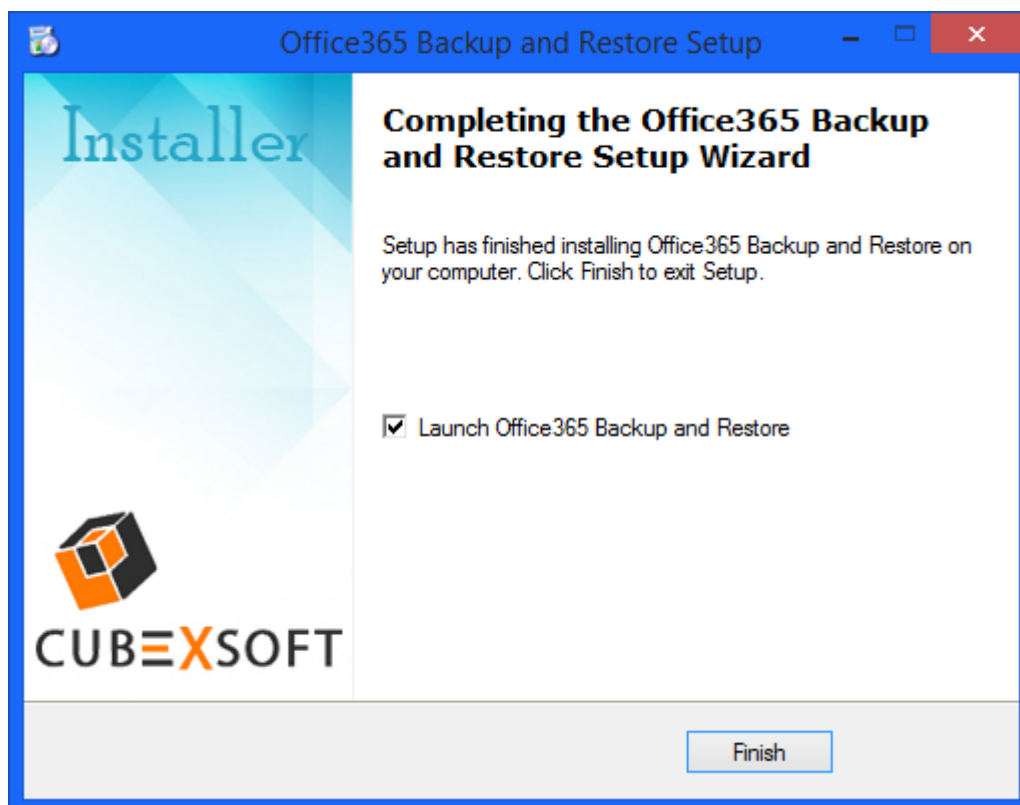 Office365 Backup and Restore Setup
Installer
Completing the Office365 Backup
and Restore Setup Wizard
Setup has finished installing Office365 Backup and Restore on
your computer. Click Finish to exit Setup.
Launch Office365 Backup and Restore
CUBEXSOFT
Finish